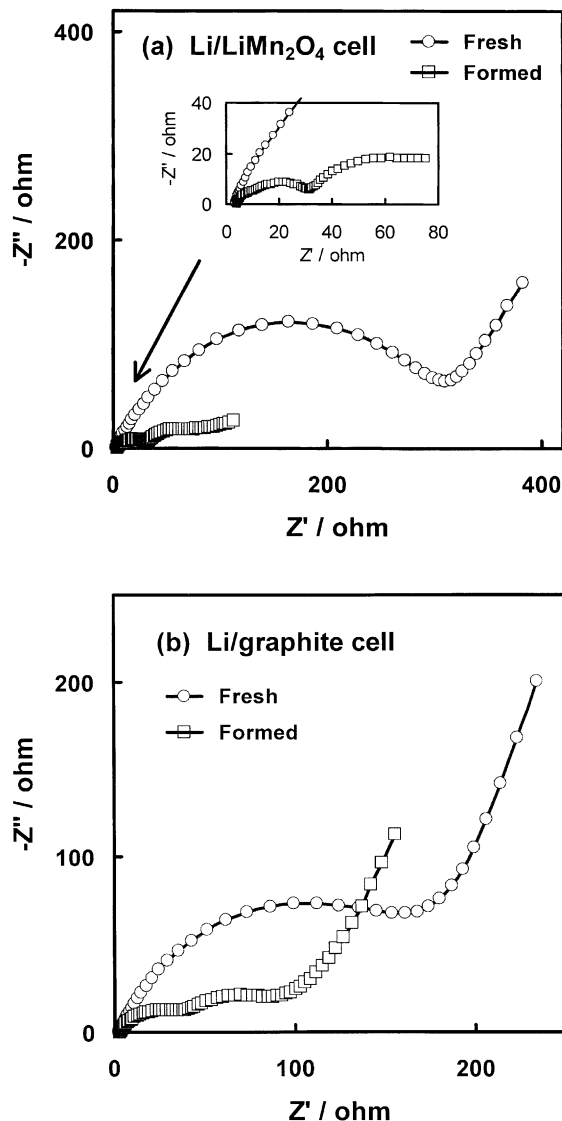 400
(a) Li/LiMn₂O₄ cell
Fresh
Formed
40
20
0
-Z'' / ohm
0 20 40 60 80
Z' / ohm
-Z'' / ohm
200
0
0 200 400
Z' / ohm
(b) Li/graphite cell
Fresh
Formed
200
100
0
-Z'' / ohm
0 100 200
Z' / ohm